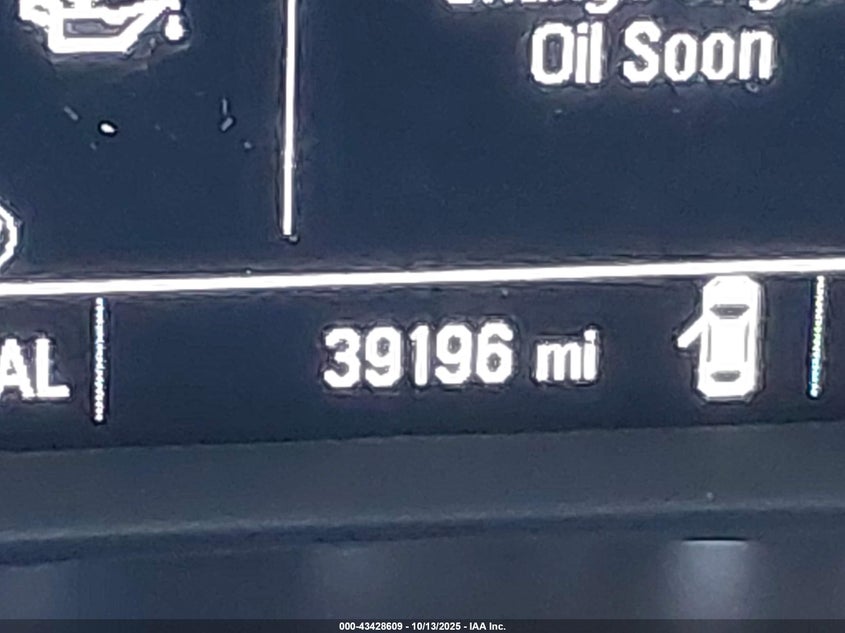 Oil Soon
AL
39196 mi
000-43428609 - 10/13/2025 - IAA Inc.